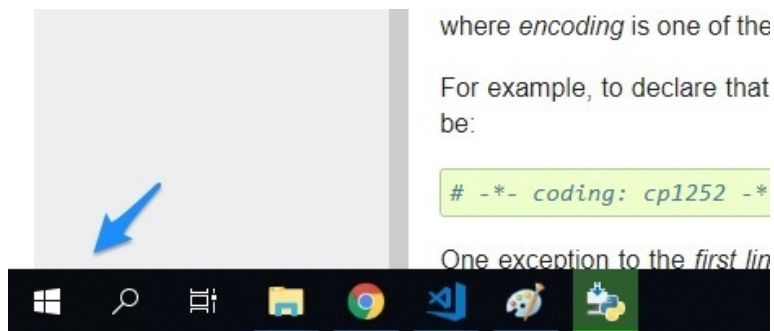 where encoding is one of the
For example, to declare that
be:
# -*- coding: cp1252 -*
One exception to the first lin